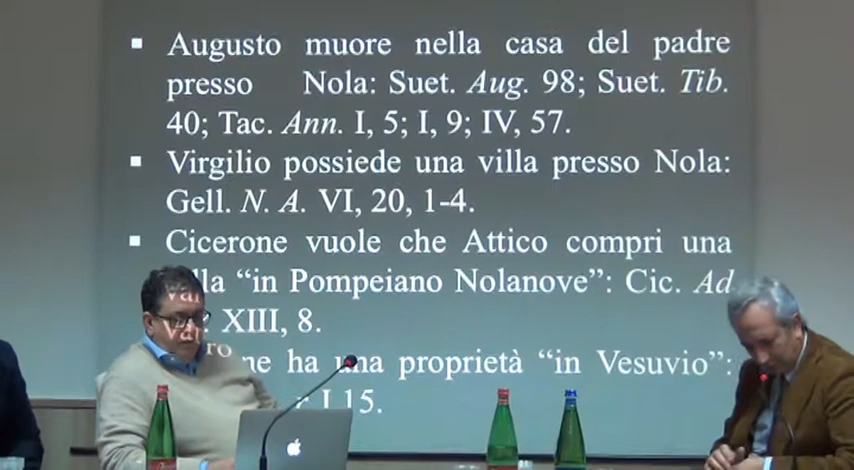 ▪ Augusto muore nella casa del padre
presso Nola: Suet. Aug. 98; Suet. Tib.
40; Tac. Ann. I, 5; I, 9; IV, 57.
▪ Virgilio possiede una villa presso Nola:
Gell. N. A. VI, 20, 1-4.
▪ Cicerone vuole che Attico compri una
“in Pompeiano Nolanove”: Cic. Ad
XIII, 8.
ha una proprietà “in Vesuvio”:
I 15.